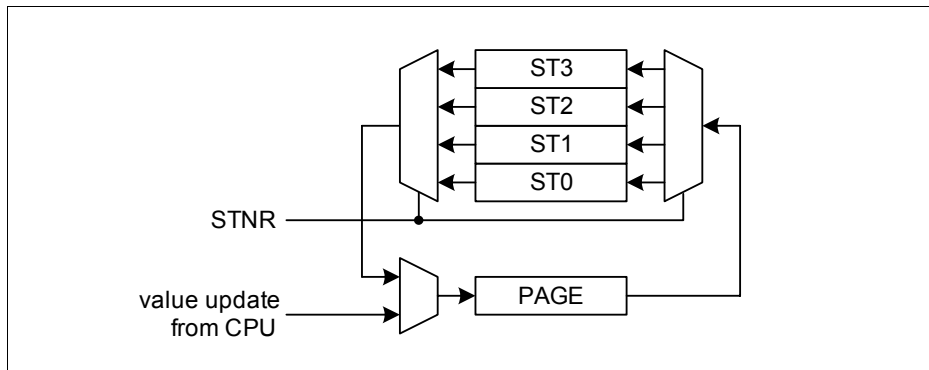 ST3
ST2
ST1
ST0
STNR
value update
from CPU
PAGE